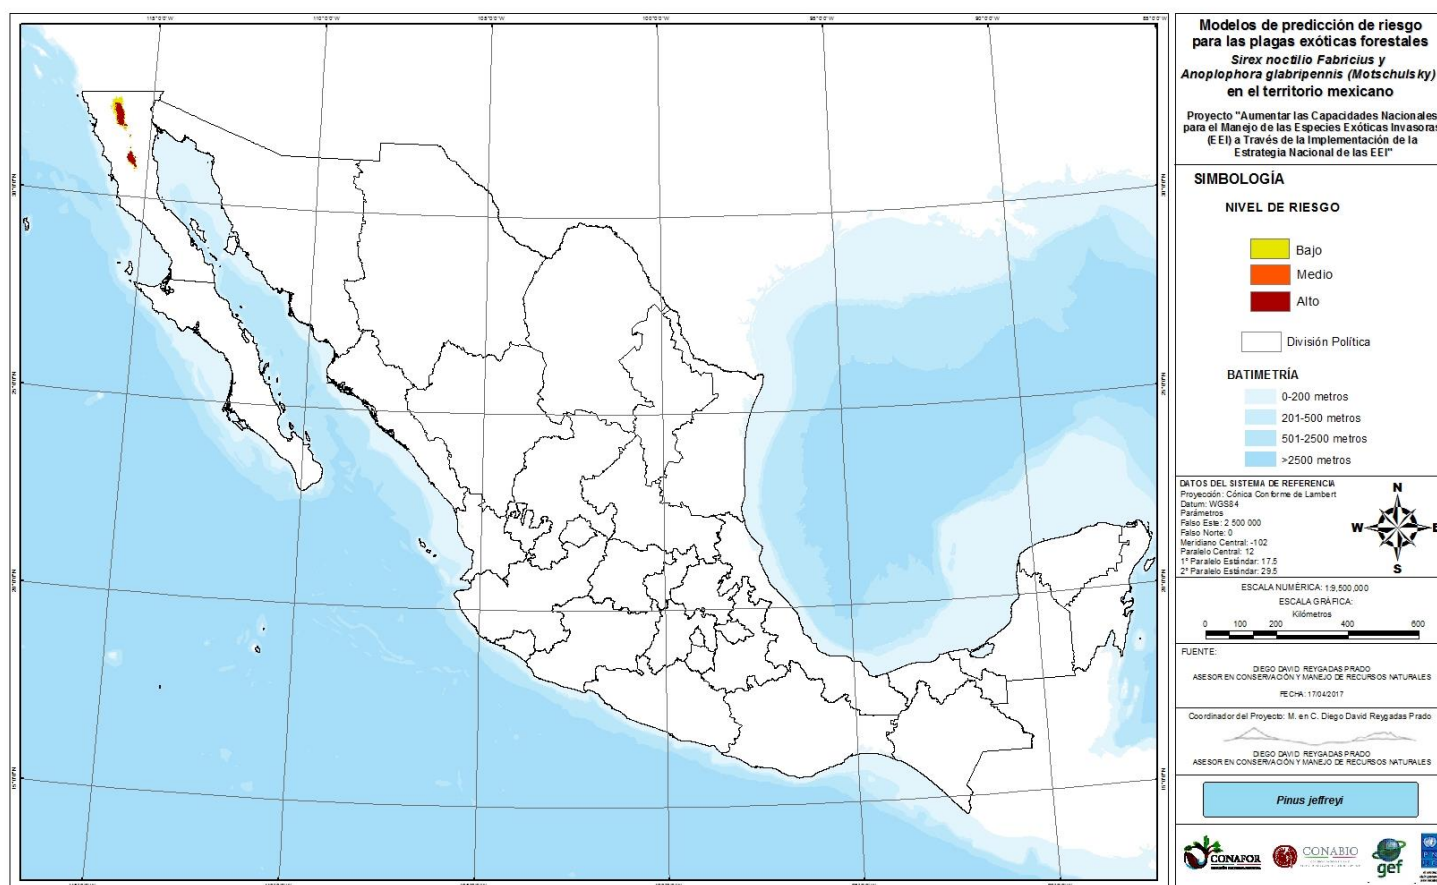 Modelos de predicción de riesgo
para las plagas exóticas forestales
Sirex noctilio Fabricius y
Anoplophora glabripennis (Motschulsky)
en el territorio mexicano
Proyecto "Aumentar las Capacidades Nacionales
para el Manejo de las Especies Exóticas Invasoras
(EEI) a Través de la Implementación de la
Estrategia Nacional de las EEI"
SIMBOLOGÍA
NIVEL DE RIESGO
Bajo
Medio
Alto
División Política
BATIMETRÍA
0-200 metros
201-500 metros
501-2500 metros
>2500 metros
DATOS DEL SISTEMA DE REFERENCIA
Proyección: Cónica Conforme de Lambert
Datum: WGS84
Parámetros
Falso Este: 2 500 000
Falso Norte: 0
Meridiano Central: -102
Paralelo Central: 12
1° Paralelo Estándar: 17.5
2° Paralelo Estándar: 29.5
N
W
E
S
ESCALA NUMÉRICA: 1:9,500,000
ESCALA GRÁFICA:
Kilómetros
0 100 200 400 600
FUENTE:
DIEGO DAVID REYGADAS PRADO
ASESOR EN CONSERVACIÓN Y MANEJO DE RECURSOS NATURALES
FECHA: 17/04/2017
Coordinador del Proyecto: M. en C. Diego David Reygadas Prado
DIEGO DAVID REYGADAS PRADO
ASESOR EN CONSERVACIÓN Y MANEJO DE RECURSOS NATURALES
Pinus jeffreyi
CONAFOR
CONABIO
gef